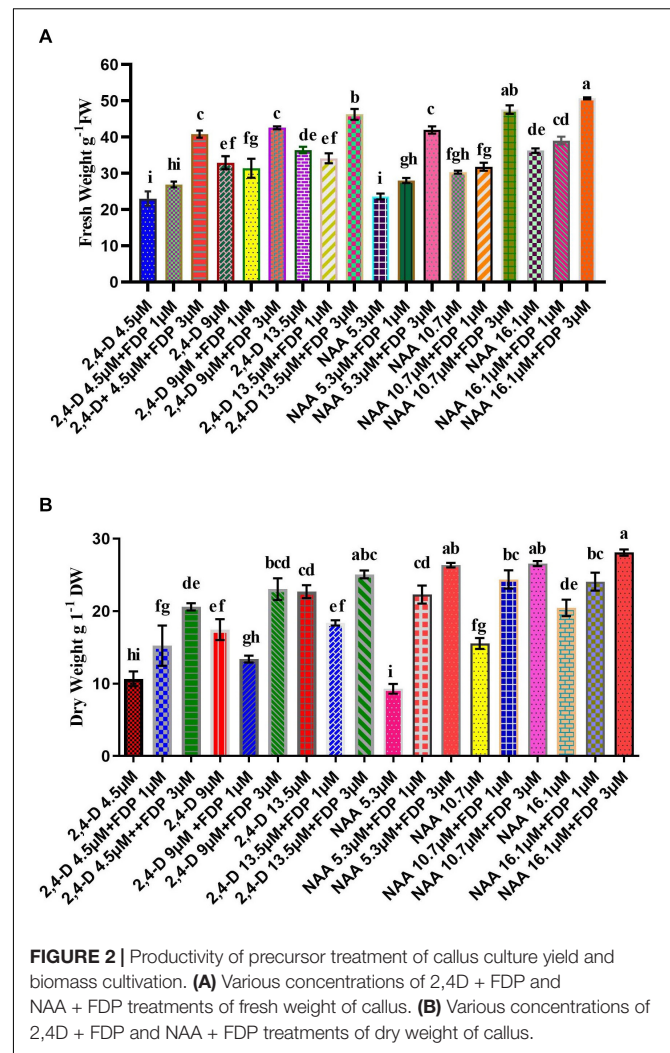 A
Fresh Weight g⁻¹FW
60
50
40
30
20
10
0
i
hi
c
ef
fg
c
de
ef
b
i
gh
c
fgh
fg
ab
de
cd
a
2,4-D 4.5µM
2,4-D 4.5µM+FDP 1µM
2,4-D+ 4.5µM+FDP 3µM
2,4-D 9µM
2,4-D 9µM +FDP 1µM
2,4-D 9µM+FDP 3µM
2,4-D 13.5µM
2,4-D 13.5µM+FDP 1µM
2,4-D 13.5µM+FDP 3µM
NAA 5.3µM
NAA 5.3µM+FDP 1µM
NAA 5.3µM+FDP 3µM
NAA 10.7µM
NAA 10.7µM+FDP 1µM
NAA 10.7µM+FDP 3µM
NAA 16.1µM
NAA 16.1µM+FDP 1µM
NAA 16.1µM+FDP 3µM
B
Dry Weight g 1⁻¹ DW
30
20
10
0
hi
fg
de
ef
gh
bcd
cd
ef
abc
i
cd
ab
fg
bc
ab
de
bc
a
2,4-D 4.5µM
2,4-D 4.5µM+FDP 1µM
2,4-D 4.5µM++FDP 3µM
2,4-D 9µM
2,4-D 9µM +FDP 1µM
2,4-D 9µM+FDP 3µM
2,4-D 13.5µM
2,4-D 13.5µM+FDP 1µM
2,4-D 13.5µM+FDP 3µM
NAA 5.3µM
NAA 5.3µM+FDP 1µM
NAA 5.3µM+FDP 3µM
NAA 10.7µM
NAA 10.7µM+FDP 1µM
NAA 10.7µM+FDP 3µM
NAA 16.1µM
NAA 16.1µM+FDP 1µM
NAA 16.1µM+FDP 3µM
FIGURE 2 | Productivity of precursor treatment of callus culture yield and
biomass cultivation. (A) Various concentrations of 2,4D + FDP and
NAA + FDP treatments of fresh weight of callus. (B) Various concentrations of
2,4D + FDP and NAA + FDP treatments of dry weight of callus.